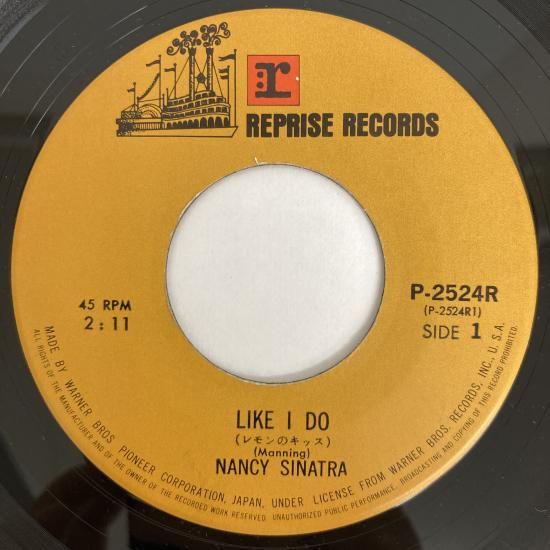 r
REPRISE RECORDS
45 RPM
2:11
P-2524R
(P-2524R1)
SIDE 1
LIKE I DO
(レモンのキッス)
(Manning)
NANCY SINATRA
MADE BY WARNER BROS. PIONEER CORPORATION, JAPAN, UNDER LICENSE FROM WARNER BROS. RECORDS, INC., U. S. A.
ALL RIGHTS OF THE MANUFACTURER AND OF THE OWNER OF THE RECORDED WORK RESERVED. UNAUTHORIZED PUBLIC PERFORMANCE, BROADCASTING AND COPYING OF THIS RECORD PROHIBITED.